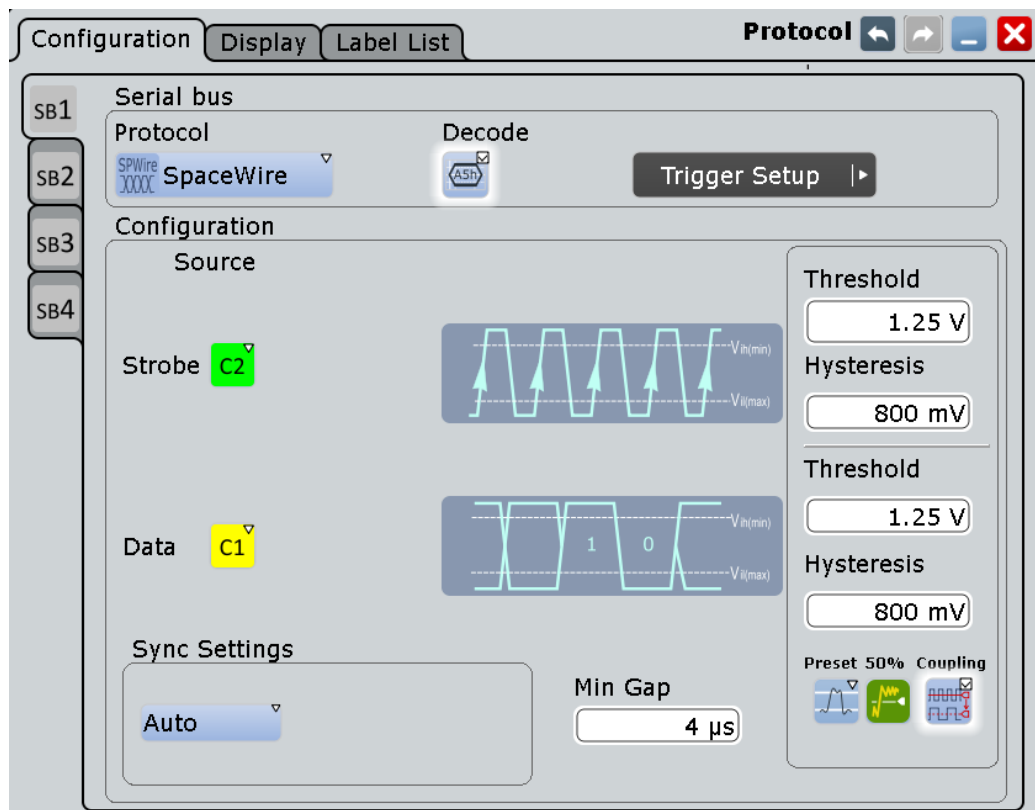 Configuration Display Label List Protocol
SB1
SB2
SB3
SB4
Serial bus
Protocol Decode
SPWire SpaceWire A5h Trigger Setup
Configuration
Source
Strobe C2
Vih(min)
Vil(max)
Threshold
1.25 V
Hysteresis
800 mV
Data C1
1 0
Vih(min)
Vil(max)
Threshold
1.25 V
Hysteresis
800 mV
Sync Settings
Auto
Min Gap
4 µs
Preset 50% Coupling